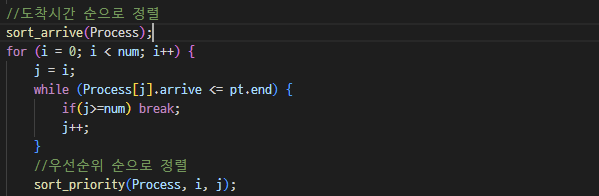 //도착시간 순으로 정렬
sort_arrive(Process);
for (i = 0; i < num; i++) {
    j = i;
    while (Process[j].arrive <= pt.end) {
        if(j>=num) break;
        j++;
    }
    //우선순위 순으로 정렬
    sort_priority(Process, i, j);